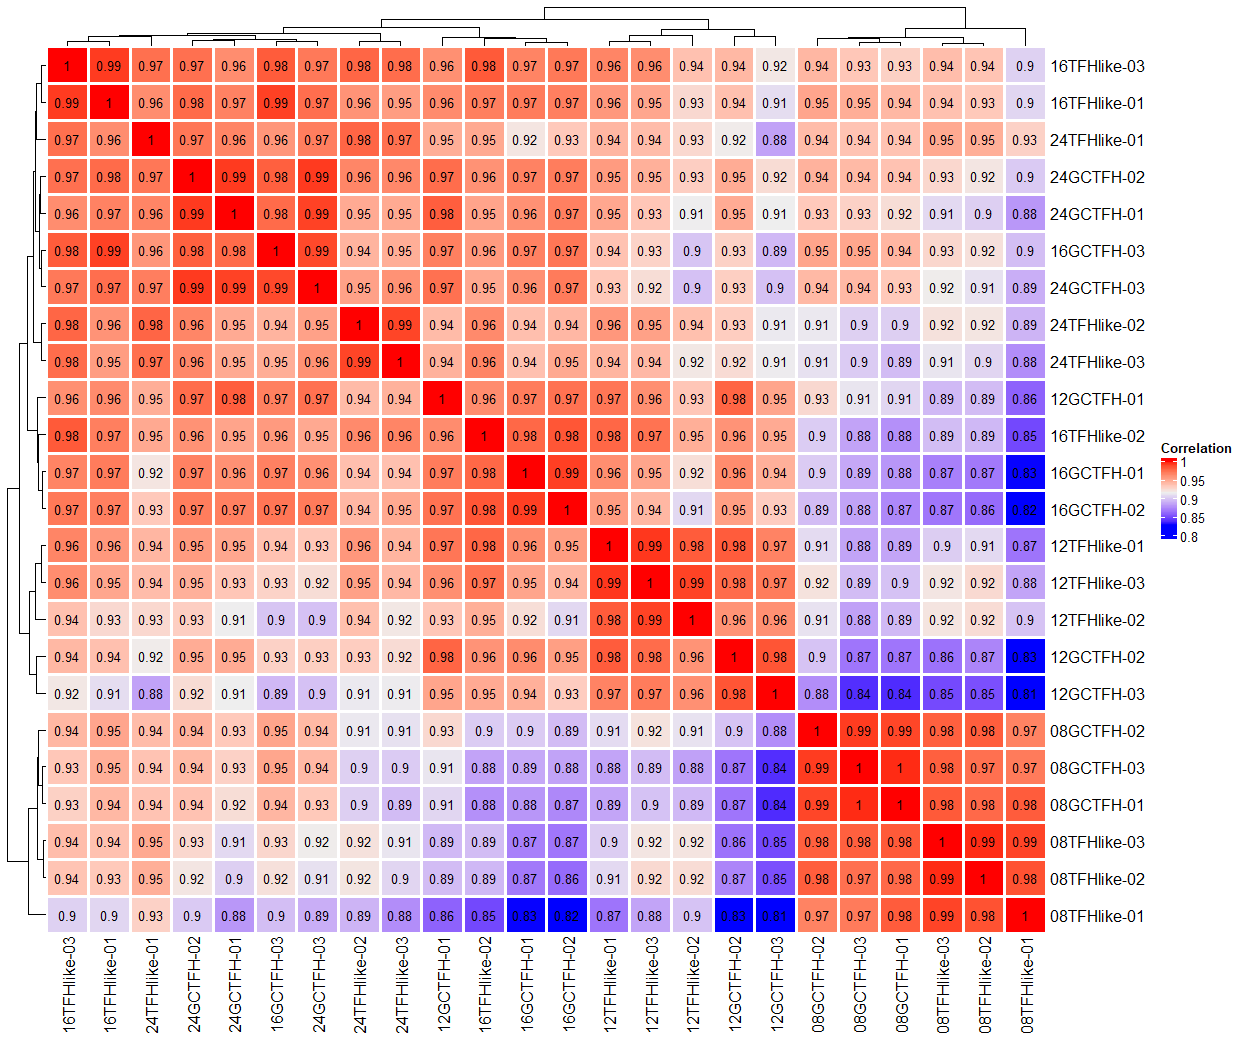 1 0.99 0.97 0.97 0.96 0.98 0.97 0.98 0.98 0.96 0.98 0.97 0.97 0.96 0.96 0.94 0.94 0.92 0.94 0.93 0.93 0.94 0.94 0.9 16TFHlike-03
0.99 1 0.96 0.98 0.97 0.99 0.97 0.96 0.95 0.96 0.97 0.97 0.97 0.96 0.95 0.93 0.94 0.91 0.95 0.95 0.94 0.94 0.93 0.9 16TFHlike-01
0.97 0.96 1 0.97 0.96 0.96 0.97 0.98 0.97 0.95 0.95 0.92 0.93 0.94 0.94 0.93 0.92 0.88 0.94 0.94 0.94 0.95 0.95 0.93 24TFHlike-01
0.97 0.98 0.97 1 0.99 0.98 0.99 0.96 0.96 0.97 0.96 0.97 0.97 0.95 0.95 0.93 0.95 0.92 0.94 0.94 0.94 0.93 0.92 0.9 24GCTFH-02
0.96 0.97 0.96 0.99 1 0.98 0.99 0.95 0.95 0.98 0.95 0.96 0.97 0.95 0.93 0.91 0.95 0.91 0.93 0.93 0.92 0.91 0.9 0.88 24GCTFH-01
0.98 0.99 0.96 0.98 0.98 1 0.99 0.94 0.95 0.97 0.96 0.97 0.97 0.94 0.93 0.9 0.93 0.89 0.95 0.95 0.94 0.93 0.92 0.9 16GCTFH-03
0.97 0.97 0.97 0.99 0.99 0.99 1 0.95 0.96 0.97 0.95 0.96 0.97 0.93 0.92 0.9 0.93 0.9 0.94 0.94 0.93 0.92 0.91 0.89 24GCTFH-03
0.98 0.96 0.98 0.96 0.95 0.94 0.95 1 0.99 0.94 0.96 0.94 0.94 0.96 0.95 0.94 0.93 0.91 0.91 0.9 0.9 0.92 0.92 0.89 24TFHlike-02
0.98 0.95 0.97 0.96 0.95 0.95 0.96 0.99 1 0.94 0.96 0.94 0.95 0.94 0.94 0.92 0.92 0.91 0.91 0.9 0.89 0.91 0.9 0.88 24TFHlike-03
0.96 0.96 0.95 0.97 0.98 0.97 0.97 0.94 0.94 1 0.96 0.97 0.97 0.97 0.96 0.93 0.98 0.95 0.93 0.91 0.91 0.89 0.89 0.86 12GCTFH-01
0.98 0.97 0.95 0.96 0.95 0.96 0.95 0.96 0.96 0.96 1 0.98 0.98 0.98 0.97 0.95 0.96 0.95 0.9 0.88 0.88 0.89 0.89 0.85 16TFHlike-02
0.97 0.97 0.92 0.97 0.96 0.97 0.96 0.94 0.94 0.97 0.98 1 0.99 0.96 0.95 0.92 0.96 0.94 0.9 0.89 0.88 0.87 0.87 0.83 16GCTFH-01
0.97 0.97 0.93 0.97 0.97 0.97 0.97 0.94 0.95 0.97 0.98 0.99 1 0.95 0.94 0.91 0.95 0.93 0.89 0.88 0.87 0.87 0.86 0.82 16GCTFH-02
0.96 0.96 0.94 0.95 0.95 0.94 0.93 0.96 0.94 0.97 0.98 0.96 0.95 1 0.99 0.98 0.98 0.97 0.91 0.88 0.89 0.9 0.91 0.87 12TFHlike-01
0.96 0.95 0.94 0.95 0.93 0.93 0.92 0.95 0.94 0.96 0.97 0.95 0.94 0.99 1 0.99 0.98 0.97 0.92 0.89 0.9 0.92 0.92 0.88 12TFHlike-03
0.94 0.93 0.93 0.93 0.91 0.9 0.9 0.94 0.92 0.93 0.95 0.92 0.91 0.98 0.99 1 0.96 0.96 0.91 0.88 0.89 0.92 0.92 0.9 12TFHlike-02
0.94 0.94 0.92 0.95 0.95 0.93 0.93 0.93 0.92 0.98 0.96 0.96 0.95 0.98 0.98 0.96 1 0.98 0.9 0.87 0.87 0.86 0.87 0.83 12GCTFH-02
0.92 0.91 0.88 0.92 0.91 0.89 0.9 0.91 0.91 0.95 0.95 0.94 0.93 0.97 0.97 0.96 0.98 1 0.88 0.84 0.84 0.85 0.85 0.81 12GCTFH-03
0.94 0.95 0.94 0.94 0.93 0.95 0.94 0.91 0.91 0.93 0.9 0.9 0.89 0.91 0.92 0.91 0.9 0.88 1 0.99 0.99 0.98 0.98 0.97 08GCTFH-02
0.93 0.95 0.94 0.94 0.93 0.95 0.94 0.9 0.9 0.91 0.88 0.89 0.88 0.88 0.89 0.88 0.87 0.84 0.99 1 1 0.98 0.97 0.97 08GCTFH-03
0.93 0.94 0.94 0.94 0.92 0.94 0.93 0.9 0.89 0.91 0.88 0.88 0.87 0.89 0.9 0.89 0.87 0.84 0.99 1 1 0.98 0.98 0.98 08GCTFH-01
0.94 0.94 0.95 0.93 0.91 0.93 0.92 0.92 0.91 0.89 0.89 0.87 0.87 0.9 0.92 0.92 0.86 0.85 0.98 0.98 0.98 1 0.99 0.99 08TFHlike-03
0.94 0.93 0.95 0.92 0.9 0.92 0.91 0.92 0.9 0.89 0.89 0.87 0.86 0.91 0.92 0.92 0.87 0.85 0.98 0.97 0.98 0.99 1 0.98 08TFHlike-02
0.9 0.9 0.93 0.9 0.88 0.9 0.89 0.89 0.88 0.86 0.85 0.83 0.82 0.87 0.88 0.9 0.83 0.81 0.97 0.97 0.98 0.99 0.98 1 08TFHlike-01
16TFHlike-03
16TFHlike-01
24TFHlike-01
24GCTFH-02
24GCTFH-01
16GCTFH-03
24GCTFH-03
24TFHlike-02
24TFHlike-03
12GCTFH-01
16TFHlike-02
16GCTFH-01
16GCTFH-02
12TFHlike-01
12TFHlike-03
12TFHlike-02
12GCTFH-02
12GCTFH-03
08GCTFH-02
08GCTFH-03
08GCTFH-01
08TFHlike-03
08TFHlike-02
08TFHlike-01
Correlation
1
0.95
0.9
0.85
0.8